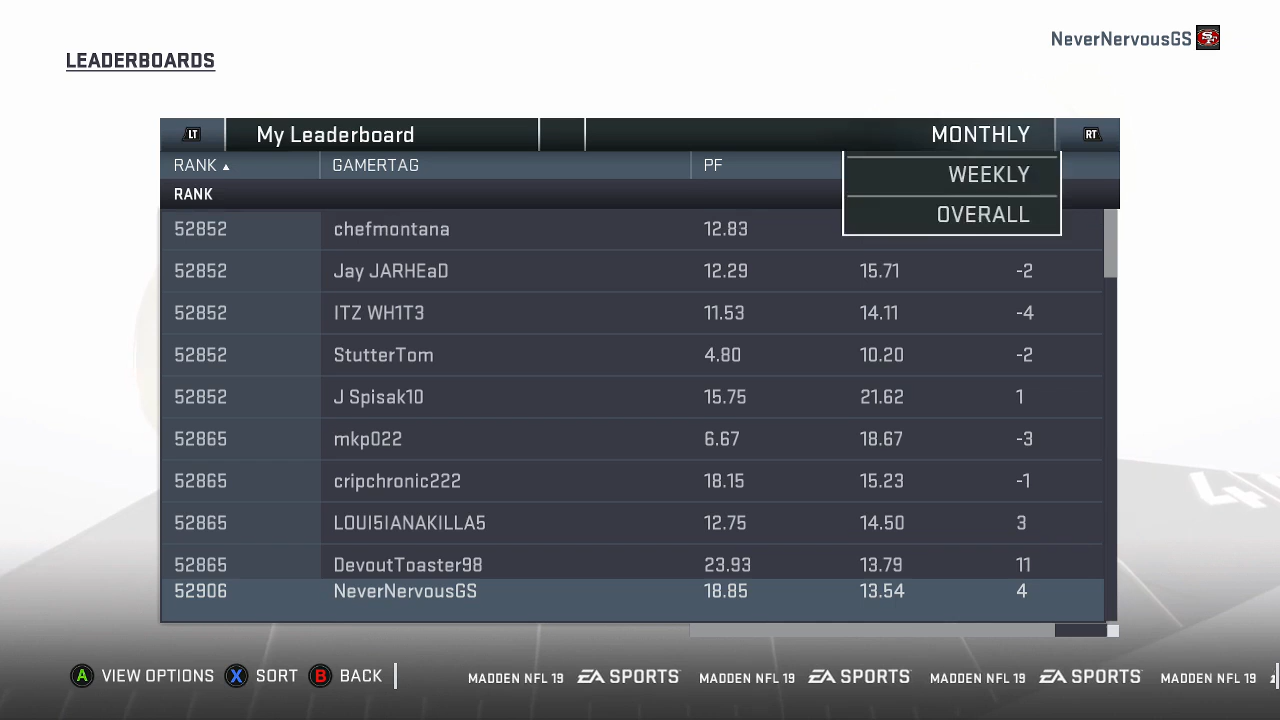 NeverNervousGS
LEADERBOARDS
LT My Leaderboard MONTHLY RT
RANK GAMERTAG PF WEEKLY
RANK
OVERALL
52852 chefmontana 12.83
52852 Jay JARHEaD 12.29 15.71 -2
52852 ITZ WH1T3 11.53 14.11 -4
52852 StutterTom 4.80 10.20 -2
52852 J Spisak10 15.75 21.62 1
52865 mkp022 6.67 18.67 -3
52865 cripchronic222 18.15 15.23 -1
52865 LOUI5IANAKILLA5 12.75 14.50 3
52865 DevoutToaster98 23.93 13.79 11
52906 NeverNervousGS 18.85 13.54 4
A VIEW OPTIONS X SORT B BACK MADDEN NFL 19 EA SPORTS MADDEN NFL 19 EA SPORTS MADDEN NFL 19 EA SPORTS MADDEN NFL 19